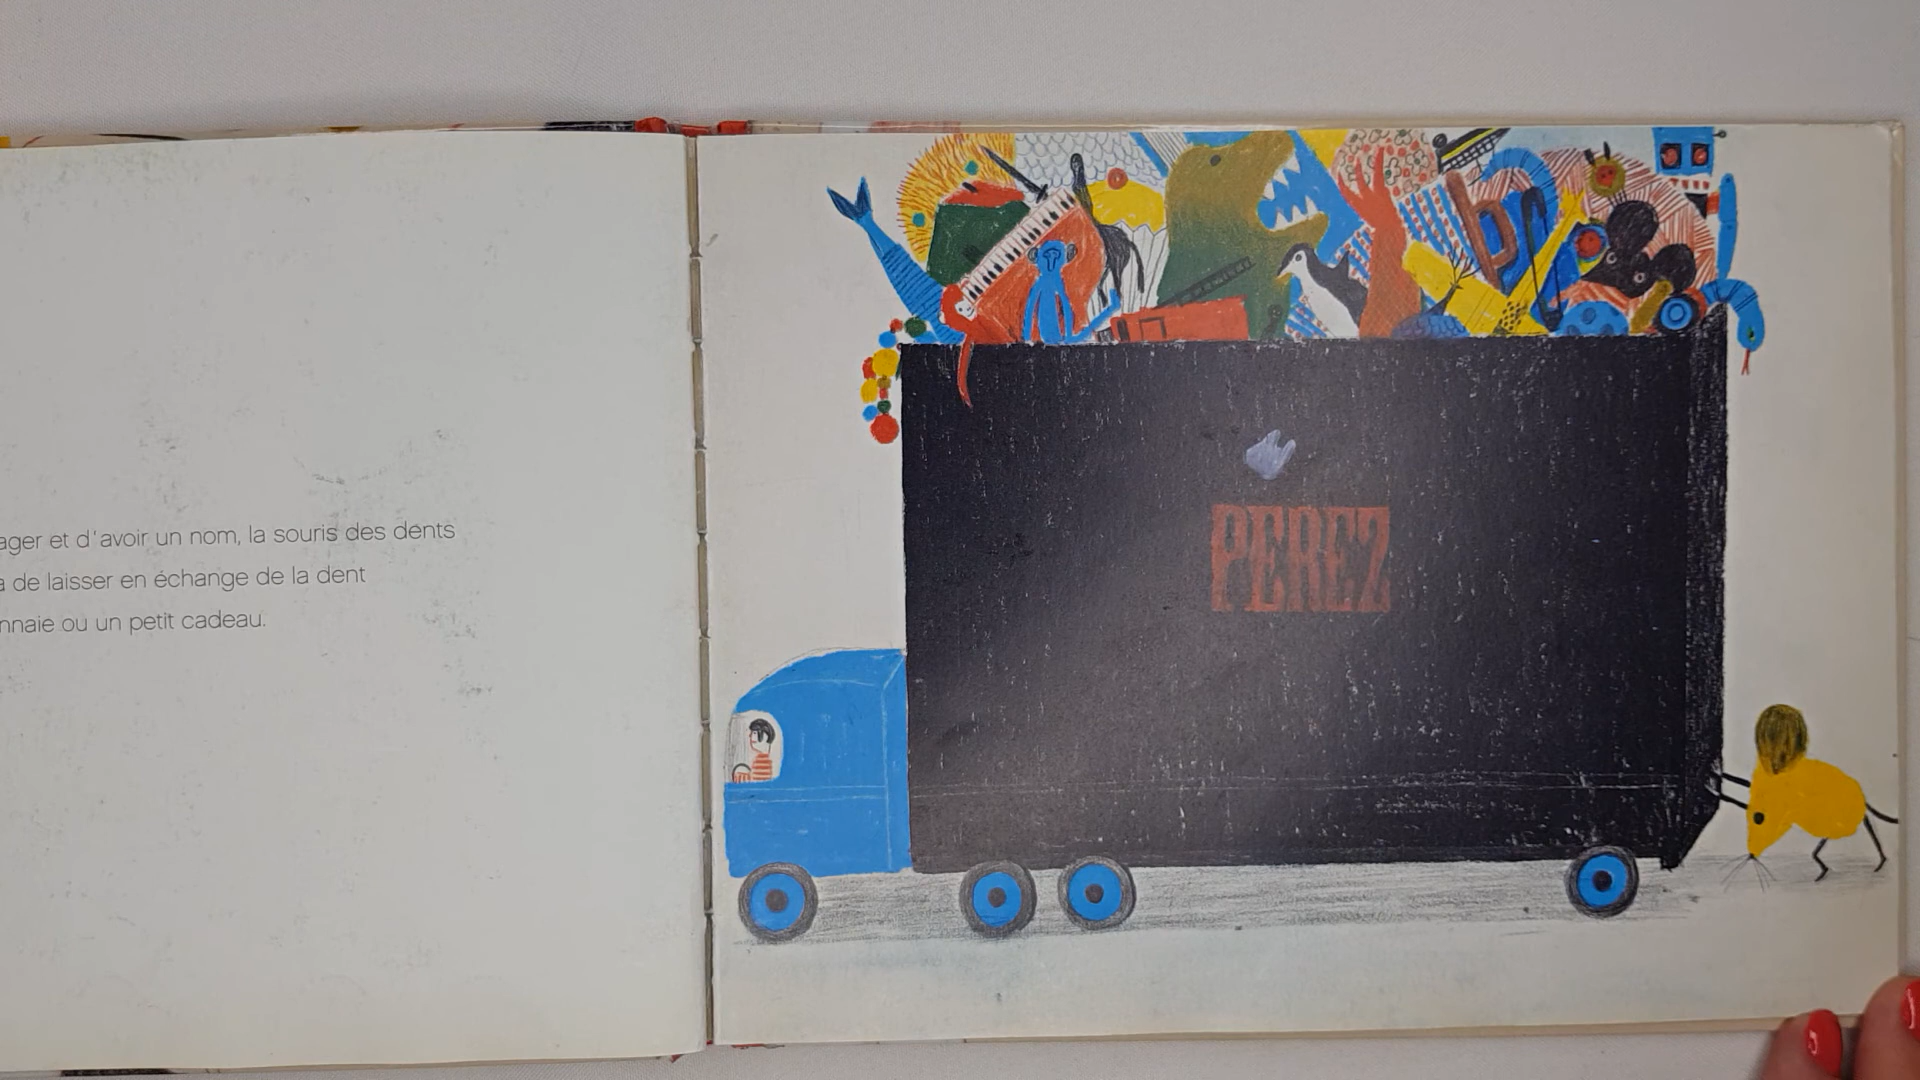 ager et d'avoir un nom, la souris des dents
a de laisser en échange de la dent
nnaie ou un petit cadeau.
PEREZ